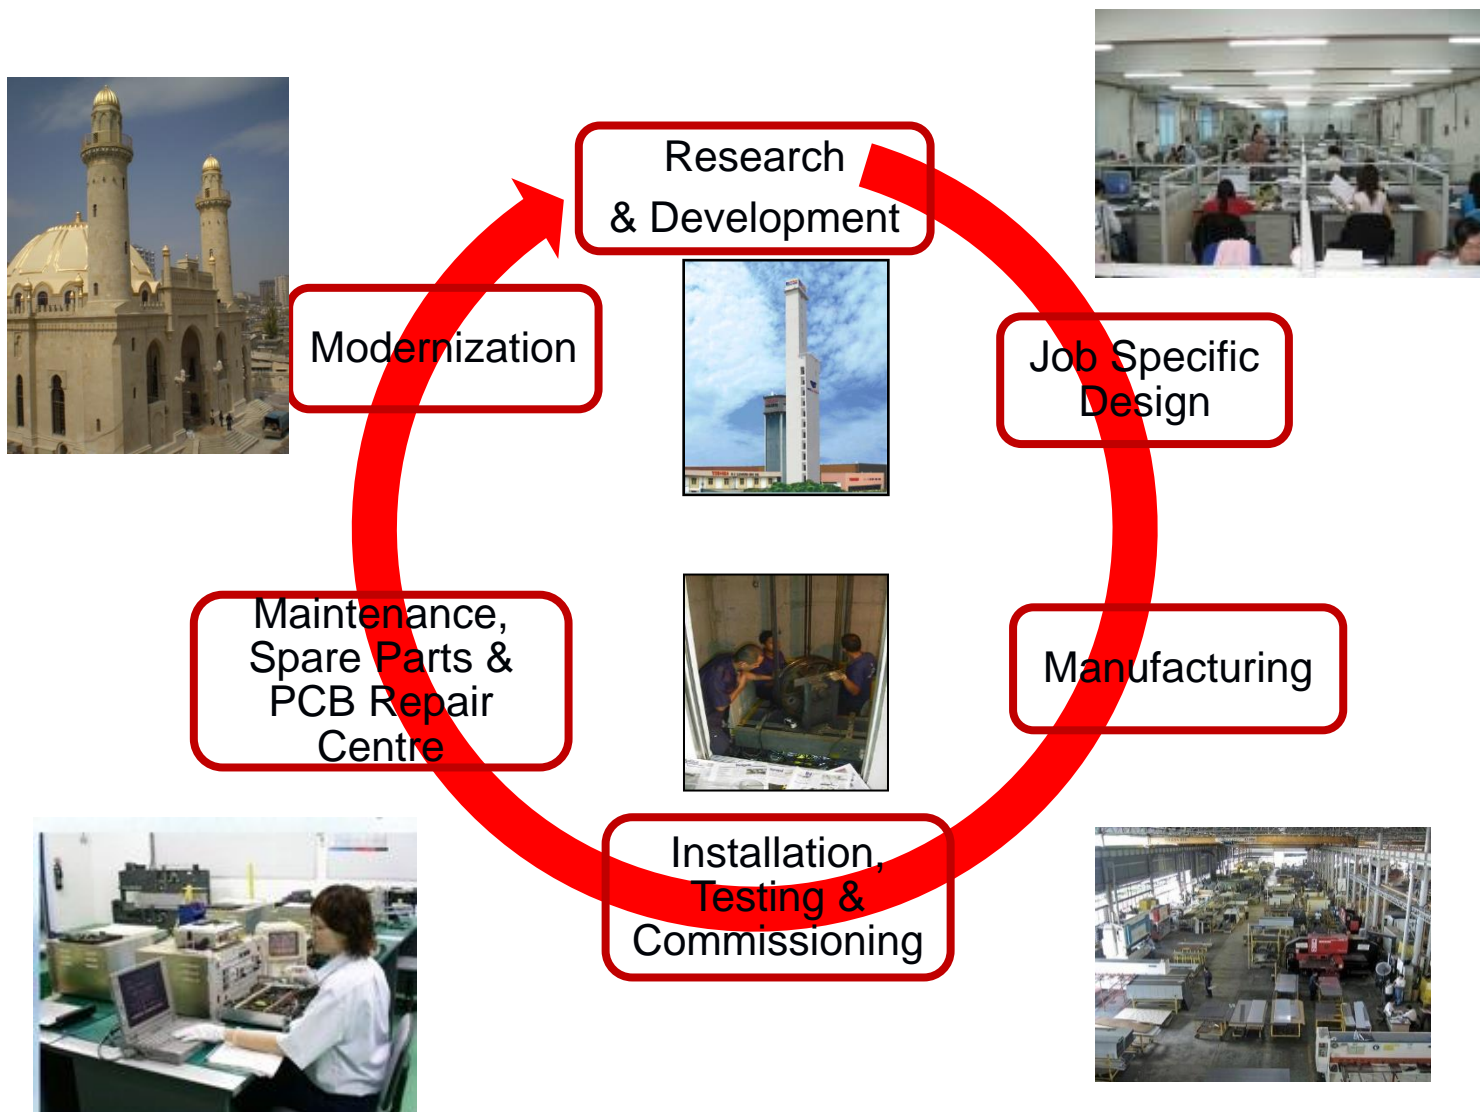 Research
& Development
Job Specific
Design
Manufacturing
Installation,
Testing &
Commissioning
Maintenance,
Spare Parts &
PCB Repair
Centre
Modernization